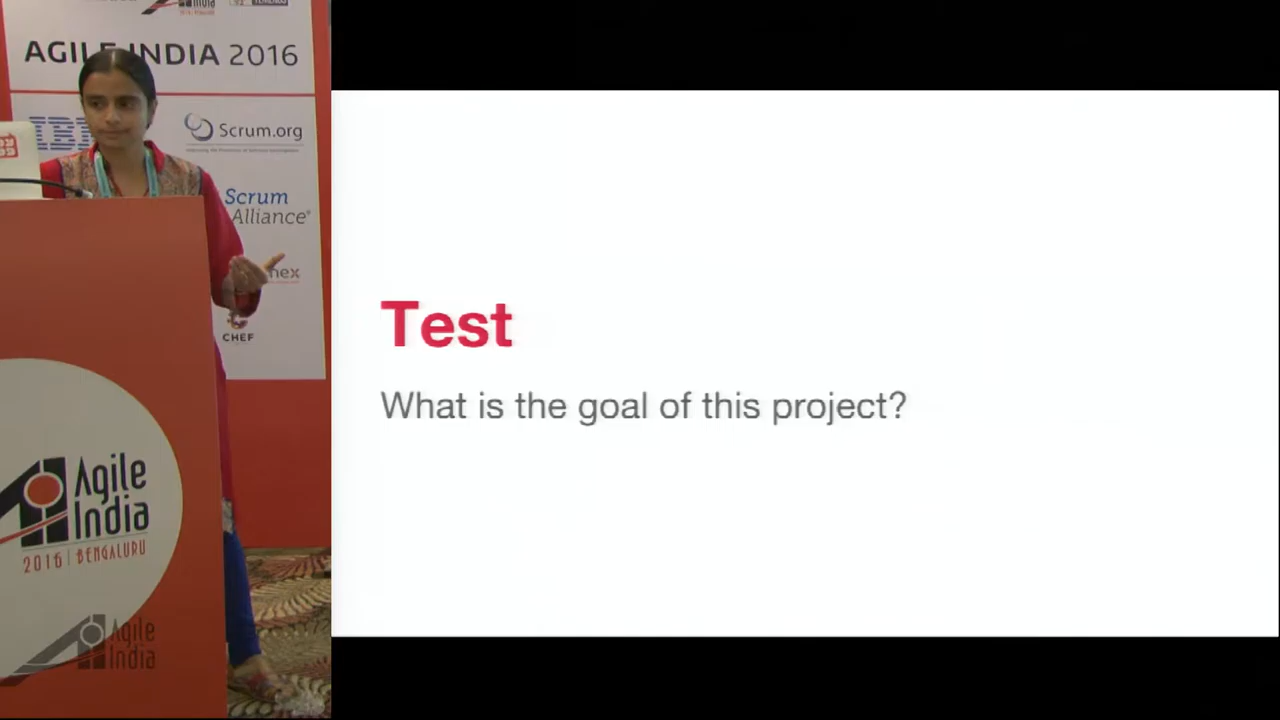 AGILE INDIA 2016
IBM
Scrum.org
Scrum
Alliance®
CHEF
Test
What is the goal of this project?
Agile
India
2016 | BENGALURU
Agile
India